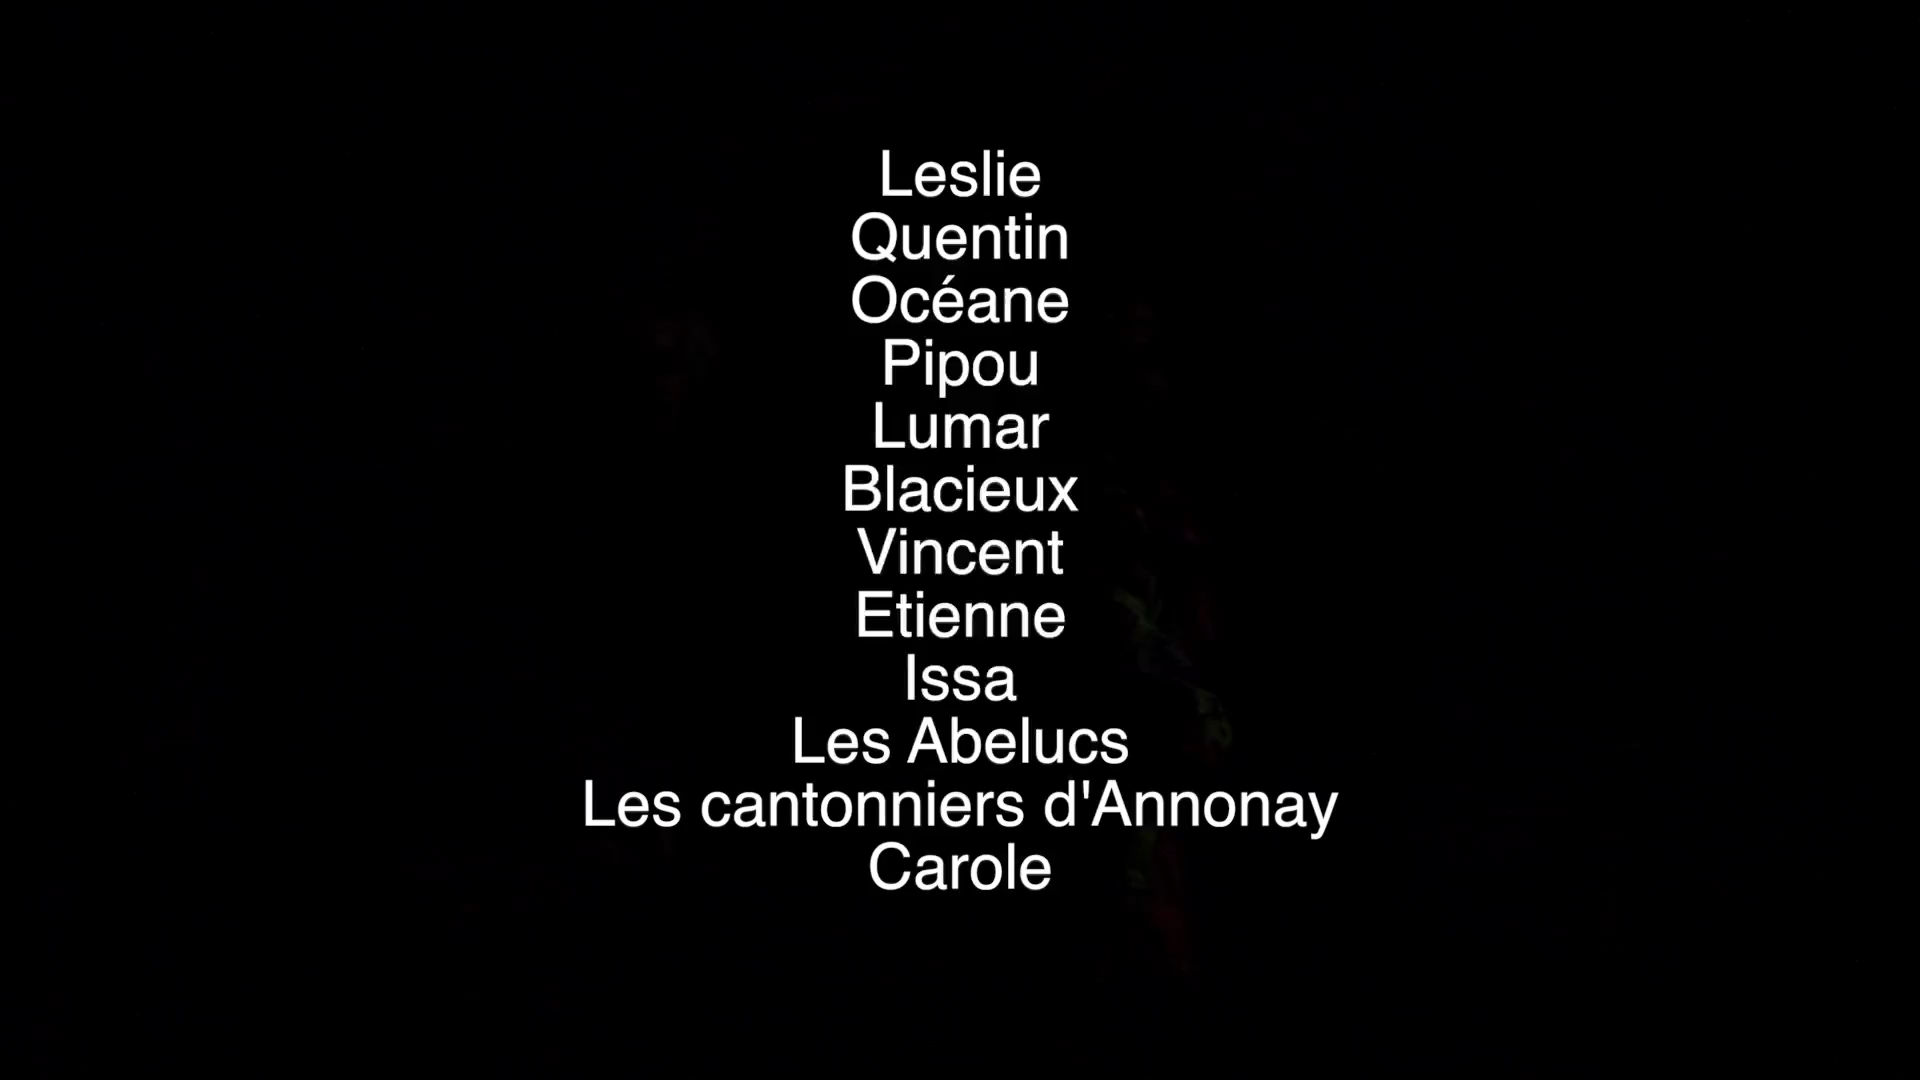 Leslie
Quentin
Océane
Pipou
Lumar
Blacieux
Vincent
Etienne
Issa
Les Abelucs
Les cantonniers d'Annonay
Carole